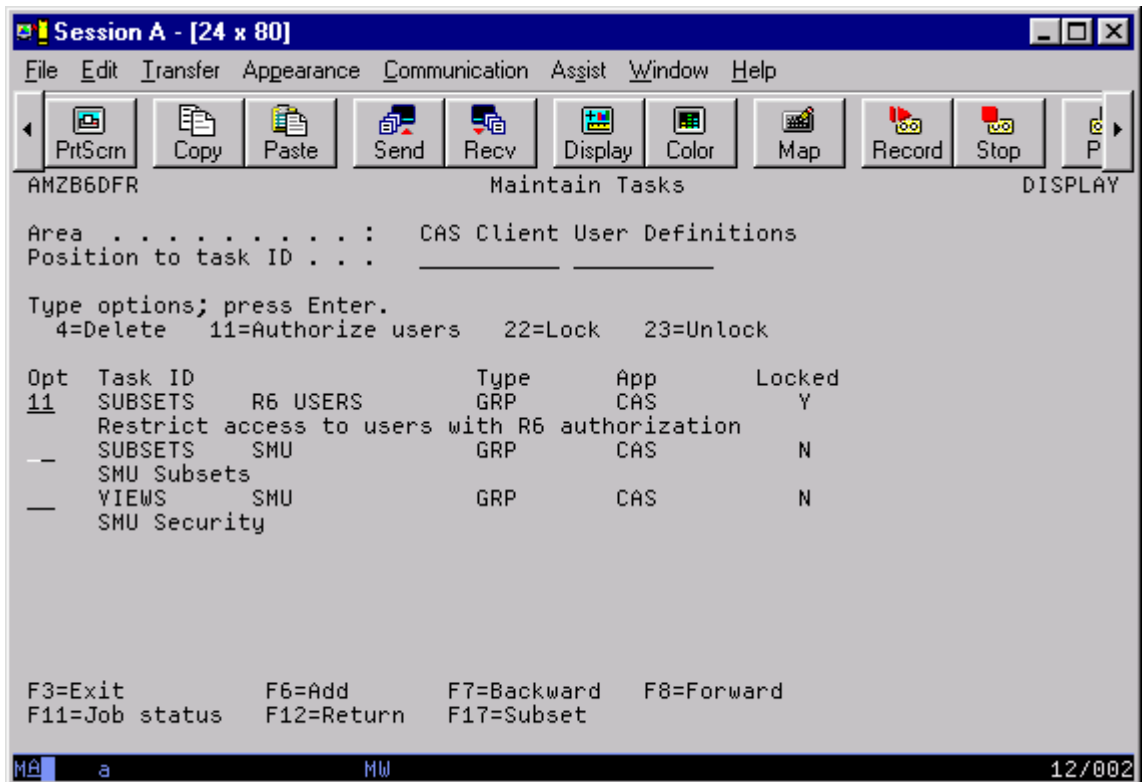 Session A - [24 x 80]
File Edit Transfer Appearance Communication Assist Window Help
PrtScrn Copy Paste Send Recv Display Color Map Record Stop P
AMZB6DFR Maintain Tasks DISPLAY
Area . . . . . . . . . . : CAS Client User Definitions
Position to task ID . . . __________ __________
Type options; press Enter.
4=Delete 11=Authorize users 22=Lock 23=Unlock
Opt Task ID Type App Locked
11 SUBSETS R6 USERS GRP CAS Y
Restrict access to users with R6 authorization
__ SUBSETS SMU GRP CAS N
SMU Subsets
__ VIEWS SMU GRP CAS N
SMU Security
F3=Exit F6=Add F7=Backward F8=Forward
F11=Job status F12=Return F17=Subset
MA a MW 12/002